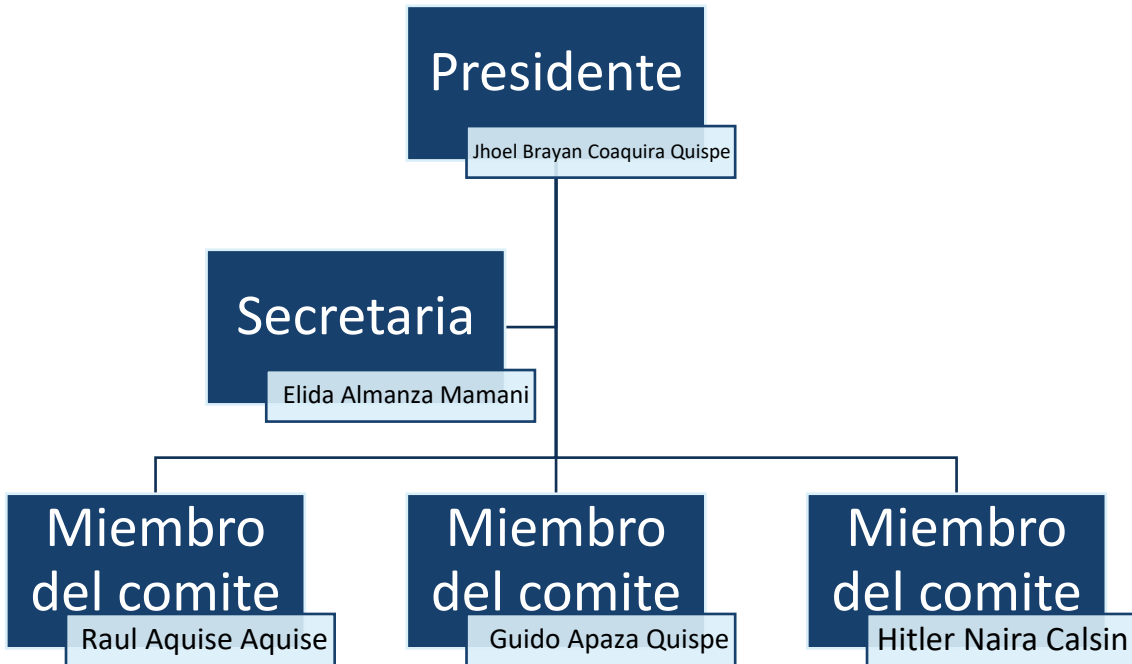 Presidente
Jhoel Brayan Coaquira Quispe
Secretaria
Elida Almanza Mamani
Miembro
del comite
Raul Aquise Aquise
Miembro
del comite
Guido Apaza Quispe
Miembro
del comite
Hitler Naira Calsin